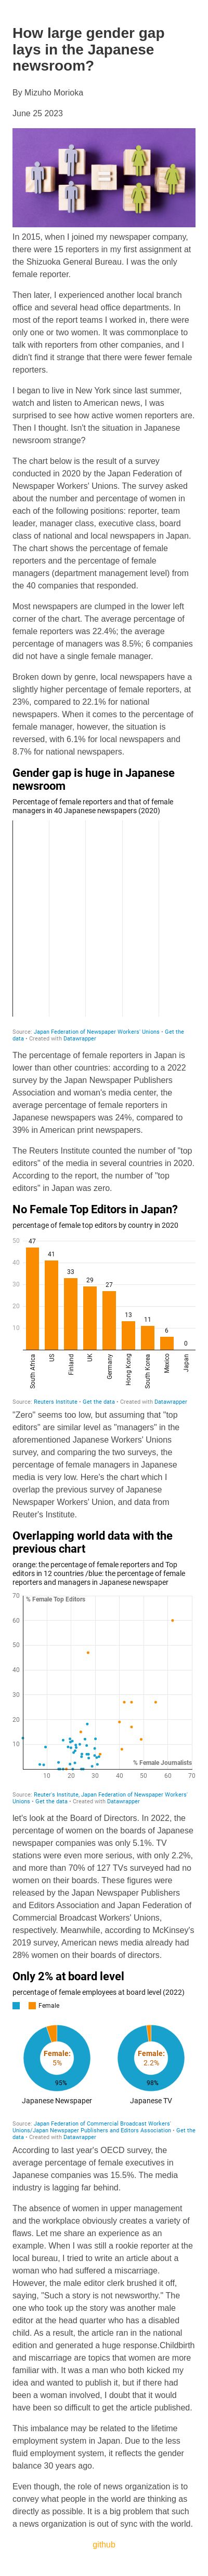 How large gender gap
lays in the Japanese
newsroom?
By Mizuho Morioka
June 25 2023
In 2015, when I joined my newspaper company,
there were 15 reporters in my first assignment at
the Shizuoka General Bureau. I was the only
female reporter.
Then later, I experienced another local branch
office and several head office departments. In
most of the report teams I worked in, there were
only one or two women. It was commonplace to
talk with reporters from other companies, and I
didn't find it strange that there were fewer female
reporters.
I began to live in New York since last summer,
watch and listen to American news, I was
surprised to see how active women reporters are.
Then I thought. Isn't the situation in Japanese
newsroom strange?
The chart below is the result of a survey
conducted in 2020 by the Japan Federation of
Newspaper Workers' Unions. The survey asked
about the number and percentage of women in
each of the following positions: reporter, team
leader, manager class, executive class, board
class of national and local newspapers in Japan.
The chart shows the percentage of female
reporters and the percentage of female
managers (department management level) from
the 40 companies that responded.
Most newspapers are clumped in the lower left
corner of the chart. The average percentage of
female reporters was 22.4%; the average
percentage of managers was 8.5%; 6 companies
did not have a single female manager.
Broken down by genre, local newspapers have a
slightly higher percentage of female reporters, at
23%, compared to 22.1% for national
newspapers. When it comes to the percentage of
female manager, however, the situation is
reversed, with 6.1% for local newspapers and
8.7% for national newspapers.
Gender gap is huge in Japanese
newsroom
Percentage of female reporters and that of female
managers in 40 Japanese newspapers (2020)
Source: Japan Federation of Newspaper Workers' Unions • Get the
data • Created with Datawrapper
The percentage of female reporters in Japan is
lower than other countries: according to a 2022
survey by the Japan Newspaper Publishers
Association and woman's media center, the
average percentage of female reporters in
Japanese newspapers was 24%, compared to
39% in American print newspapers.
The Reuters Institute counted the number of "top
editors" of the media in several countries in 2020.
According to the report, the number of "top
editors" in Japan was zero.
No Female Top Editors in Japan?
percentage of female top editors by country in 2020
50
40
30
20
10
47
41
33
29
27
13
11
6
0
South Africa
US
Finland
UK
Germany
Hong Kong
South Korea
Mexico
Japan
Source: Reuters Institute • Get the data • Created with Datawrapper
"Zero" seems too low, but assuming that "top
editors" are similar level as "managers" in the
aforementioned Japanese Workers' Unions
survey, and comparing the two surveys, the
percentage of female managers in Japanese
media is very low. Here's the chart which I
overlap the previous survey of Japanese
Newspaper Workers' Union, and data from
Reuter's Institute.
Overlapping world data with the
previous chart
orange: the percentage of female reporters and Top
editors in 12 countries /blue: the percentage of female
reporters and managers in Japanese newspaper
70
60
50
40
30
20
10
% Female Top Editors
% Female Journalists
10 20 30 40 50 60 70
Source: Reuter's Institute, Japan Federation of Newspaper Workers'
Unions • Get the data • Created with Datawrapper
let's look at the Board of Directors. In 2022, the
percentage of women on the boards of Japanese
newspaper companies was only 5.1%. TV
stations were even more serious, with only 2.2%,
and more than 70% of 127 TVs surveyed had no
women on their boards. These figures were
released by the Japan Newspaper Publishers
and Editors Association and Japan Federation of
Commercial Broadcast Workers' Unions,
respectively. Meanwhile, according to McKinsey's
2019 survey, American news media already had
28% women on their boards of directors.
Only 2% at board level
percentage of female employees at board level (2022)
Female
Female:
5%
95%
Female:
2.2%
98%
Japanese Newspaper
Japanese TV
Source: Japan Federation of Commercial Broadcast Workers'
Unions/Japan Newspaper Publishers and Editors Association • Get the
data • Created with Datawrapper
According to last year's OECD survey, the
average percentage of female executives in
Japanese companies was 15.5%. The media
industry is lagging far behind.
The absence of women in upper management
and the workplace obviously creates a variety of
flaws. Let me share an experience as an
example. When I was still a rookie reporter at the
local bureau, I tried to write an article about a
woman who had suffered a miscarriage.
However, the male editor clerk brushed it off,
saying, "Such a story is not newsworthy." The
one who took up the story was another male
editor at the head quarter who has a disabled
child. As a result, the article ran in the national
edition and generated a huge response.Childbirth
and miscarriage are topics that women are more
familiar with. It was a man who both kicked my
idea and wanted to publish it, but if there had
been a woman involved, I doubt that it would
have been so difficult to get the article published.
This imbalance may be related to the lifetime
employment system in Japan. Due to the less
fluid employment system, it reflects the gender
balance 30 years ago.
Even though, the role of news organization is to
convey what people in the world are thinking as
directly as possible. It is a big problem that such
a news organization is out of sync with the world.
github